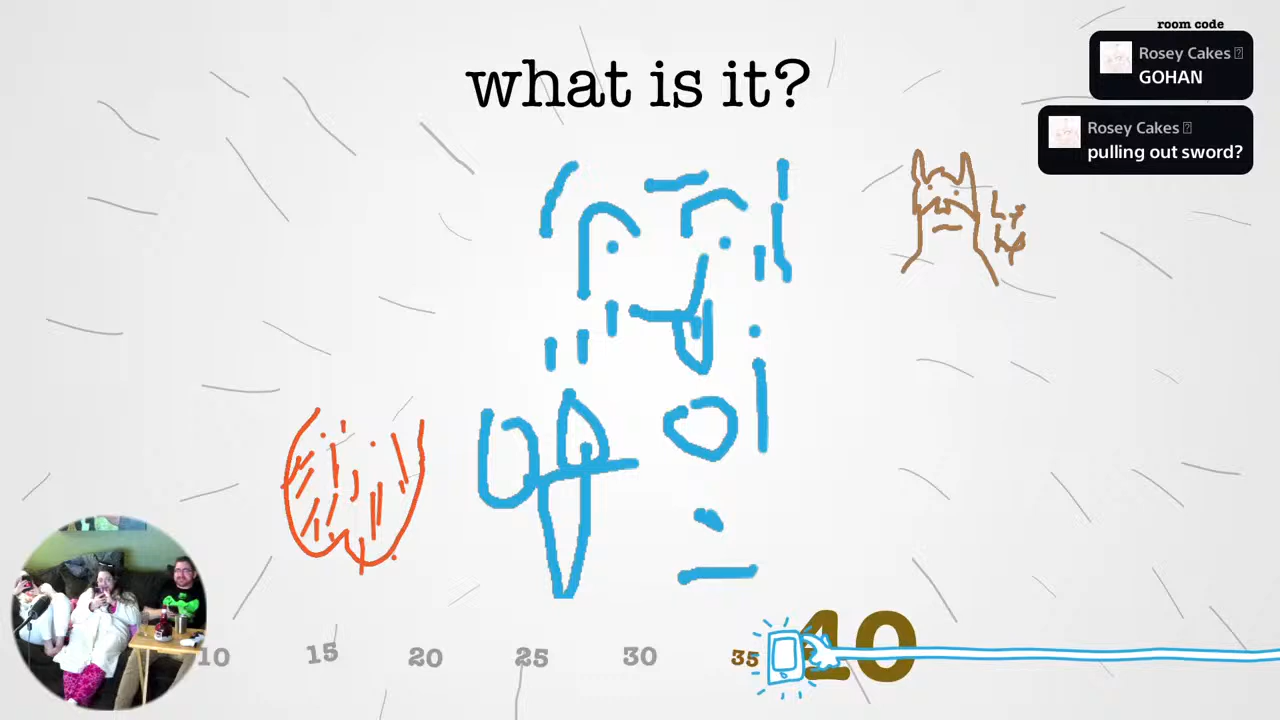 room code
Rosey Cakes
GOHAN
Rosey Cakes
pulling out sword?
what is it?
10 15 20 25 30 35 40